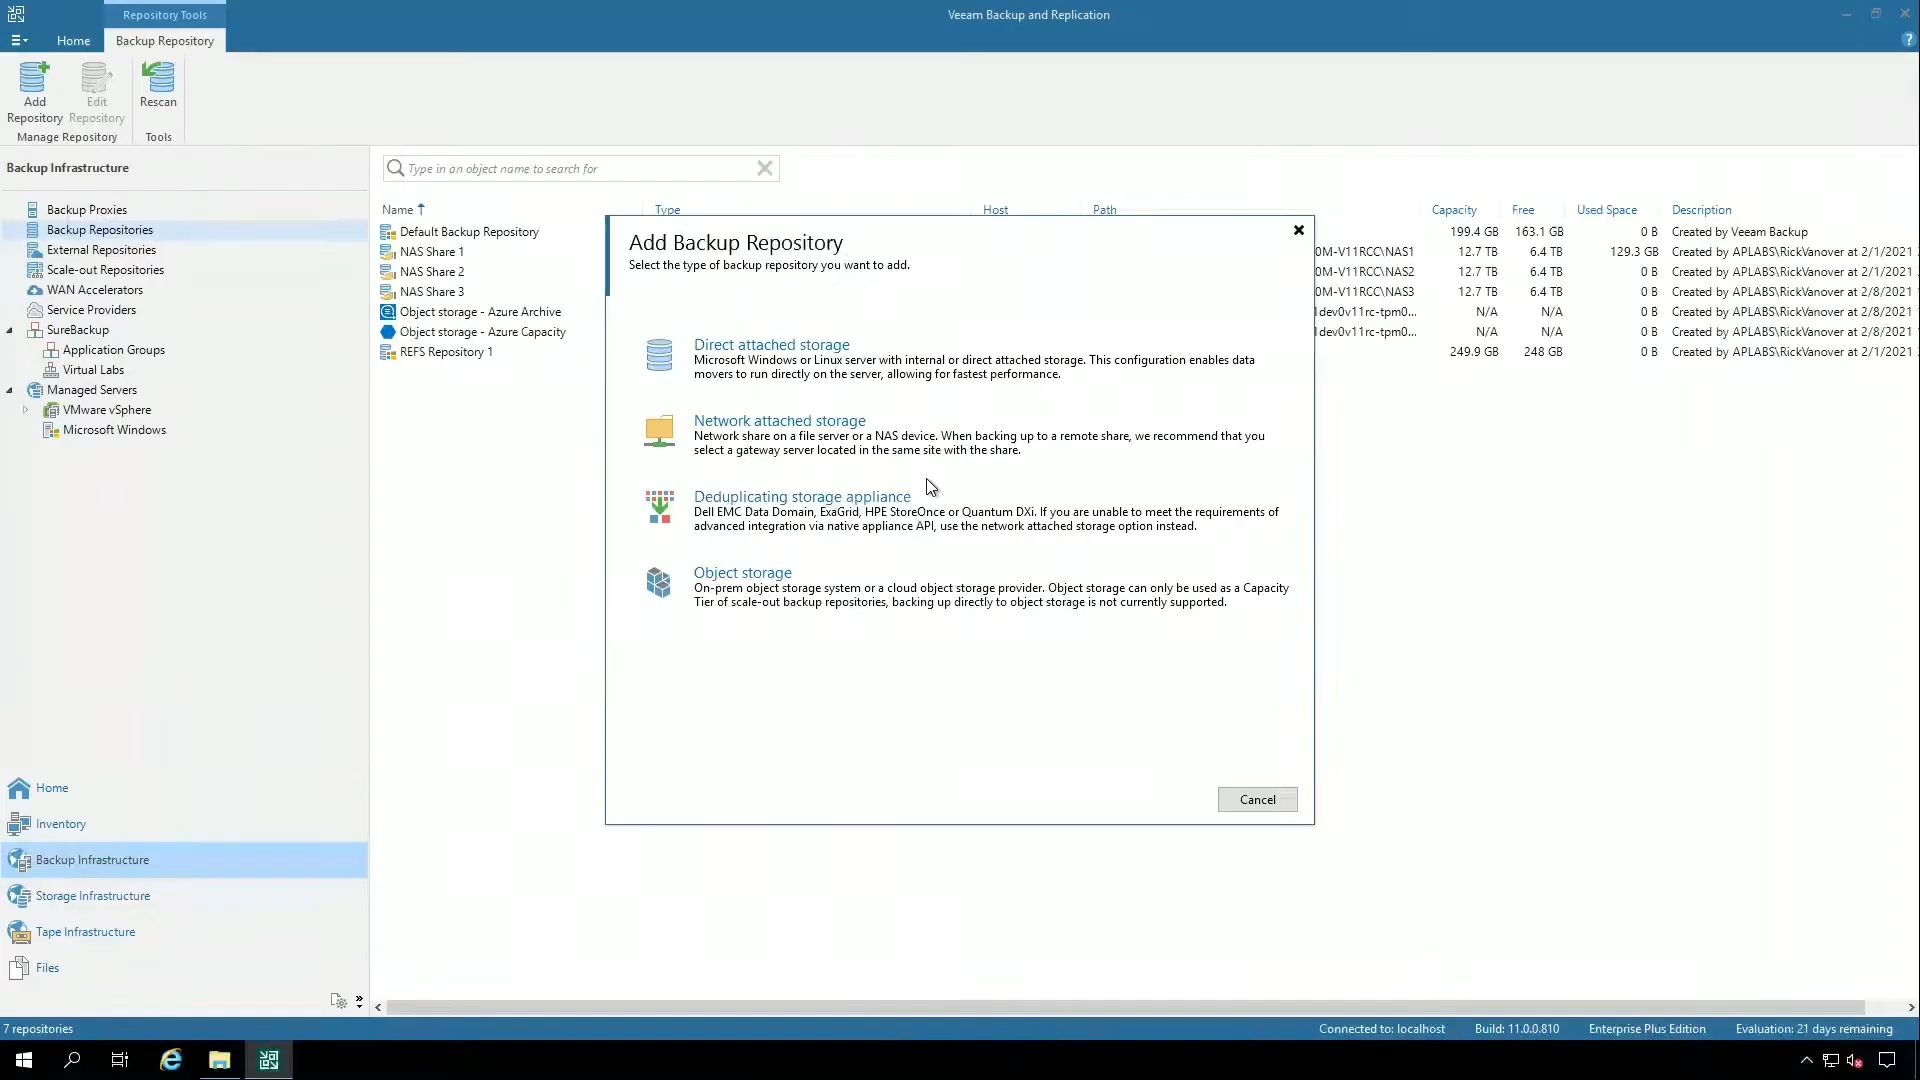 Repository Tools
Veeam Backup and Replication
Home
Backup Repository
Add Repository
Edit Repository
Rescan
Manage Repository
Tools
Backup Infrastructure
Backup Proxies
Backup Repositories
External Repositories
Scale-out Repositories
WAN Accelerators
Service Providers
SureBackup
Application Groups
Virtual Labs
Managed Servers
VMware vSphere
Microsoft Windows
Home
Inventory
Backup Infrastructure
Storage Infrastructure
Tape Infrastructure
Files
Type in an object name to search for
Name Type Host Path Capacity Free Used Space Description
Default Backup Repository 199.4 GB 163.1 GB 0 B Created by Veeam Backup
NAS Share 1 0M-V11RCC\NAS1 12.7 TB 6.4 TB 129.3 GB Created by APLABS\RickVanover at 2/1/2021
NAS Share 2 0M-V11RCC\NAS2 12.7 TB 6.4 TB 0 B Created by APLABS\RickVanover at 2/8/2021
NAS Share 3 0M-V11RCC\NAS3 12.7 TB 6.4 TB 0 B Created by APLABS\RickVanover at 2/8/2021
Object storage - Azure Archive ldev0v11rc-tpm0... N/A N/A 0 B Created by APLABS\RickVanover at 2/8/2021
Object storage - Azure Capacity ldev0v11rc-tpm0... N/A N/A 0 B Created by APLABS\RickVanover at 2/8/2021
REFS Repository 1 249.9 GB 248 GB 0 B Created by APLABS\RickVanover at 2/1/2021
Add Backup Repository
Select the type of backup repository you want to add.
Direct attached storage
Microsoft Windows or Linux server with internal or direct attached storage. This configuration enables data
movers to run directly on the server, allowing for fastest performance.
Network attached storage
Network share on a file server or a NAS device. When backing up to a remote share, we recommend that you
select a gateway server located in the same site with the share.
Deduplicating storage appliance
Dell EMC Data Domain, ExaGrid, HPE StoreOnce or Quantum DXi. If you are unable to meet the requirements of
advanced integration via native appliance API, use the network attached storage option instead.
Object storage
On-prem object storage system or a cloud object storage provider. Object storage can only be used as a Capacity
Tier of scale-out backup repositories, backing up directly to object storage is not currently supported.
Cancel
7 repositories
Connected to: localhost
Build: 11.0.0.810
Enterprise Plus Edition
Evaluation: 21 days remaining